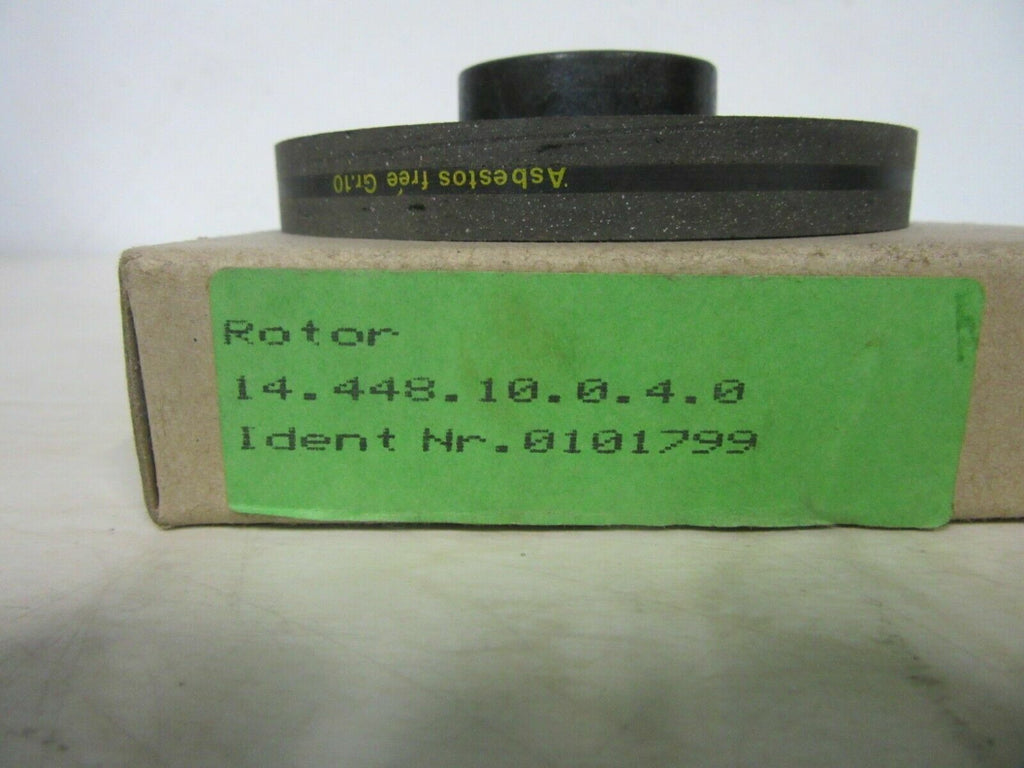 Asbestos free Gr.10
Rotor
14.448.10.0.4.0
Ident Nr.0101799